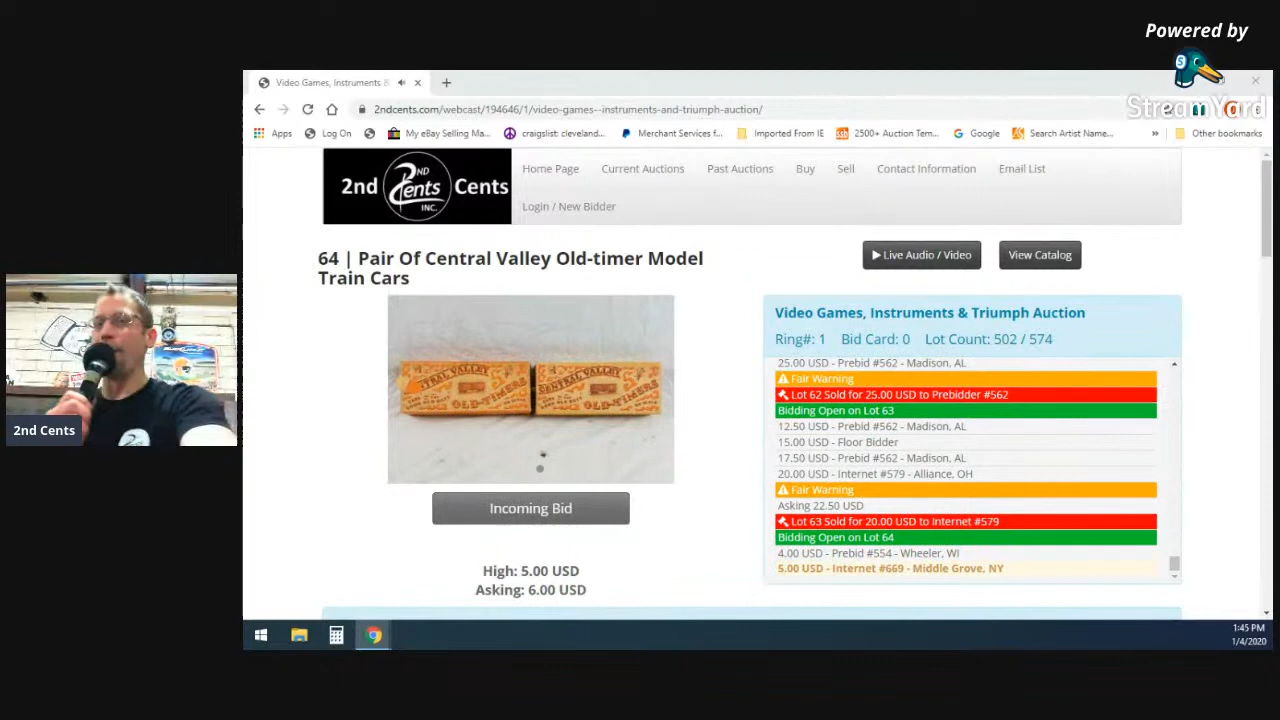 Powered by
StreamYard
Video Games, Instruments &
2ndcents.com/webcast/194646/1/video-games--instruments-and-triumph-auction/
Apps
Log On
My eBay Selling Ma...
craigslist: cleveland...
Merchant Services f...
Imported From IE
2500+ Auction Tem...
Google
Search Artist Name...
»
Other bookmarks
2nd
2ND
Cents
INC.
Cents
Home Page
Current Auctions
Past Auctions
Buy
Sell
Contact Information
Email List
Login / New Bidder
64 | Pair Of Central Valley Old-timer Model
Train Cars
Live Audio / Video
View Catalog
CENTRAL VALLEY
OLD-TIMERS
CENTRAL VALLEY
OLD-TIMERS
Incoming Bid
High: 5.00 USD
Asking: 6.00 USD
Video Games, Instruments & Triumph Auction
Ring#: 1 Bid Card: 0 Lot Count: 502 / 574
25.00 USD - Prebid #562 - Madison, AL
Fair Warning
Lot 62 Sold for 25.00 USD to Prebidder #562
Bidding Open on Lot 63
12.50 USD - Prebid #562 - Madison, AL
15.00 USD - Floor Bidder
17.50 USD - Prebid #562 - Madison, AL
20.00 USD - Internet #579 - Alliance, OH
Fair Warning
Asking 22.50 USD
Lot 63 Sold for 20.00 USD to Internet #579
Bidding Open on Lot 64
4.00 USD - Prebid #554 - Wheeler, WI
5.00 USD - Internet #669 - Middle Grove, NY
2nd Cents
1:45 PM
1/4/2020